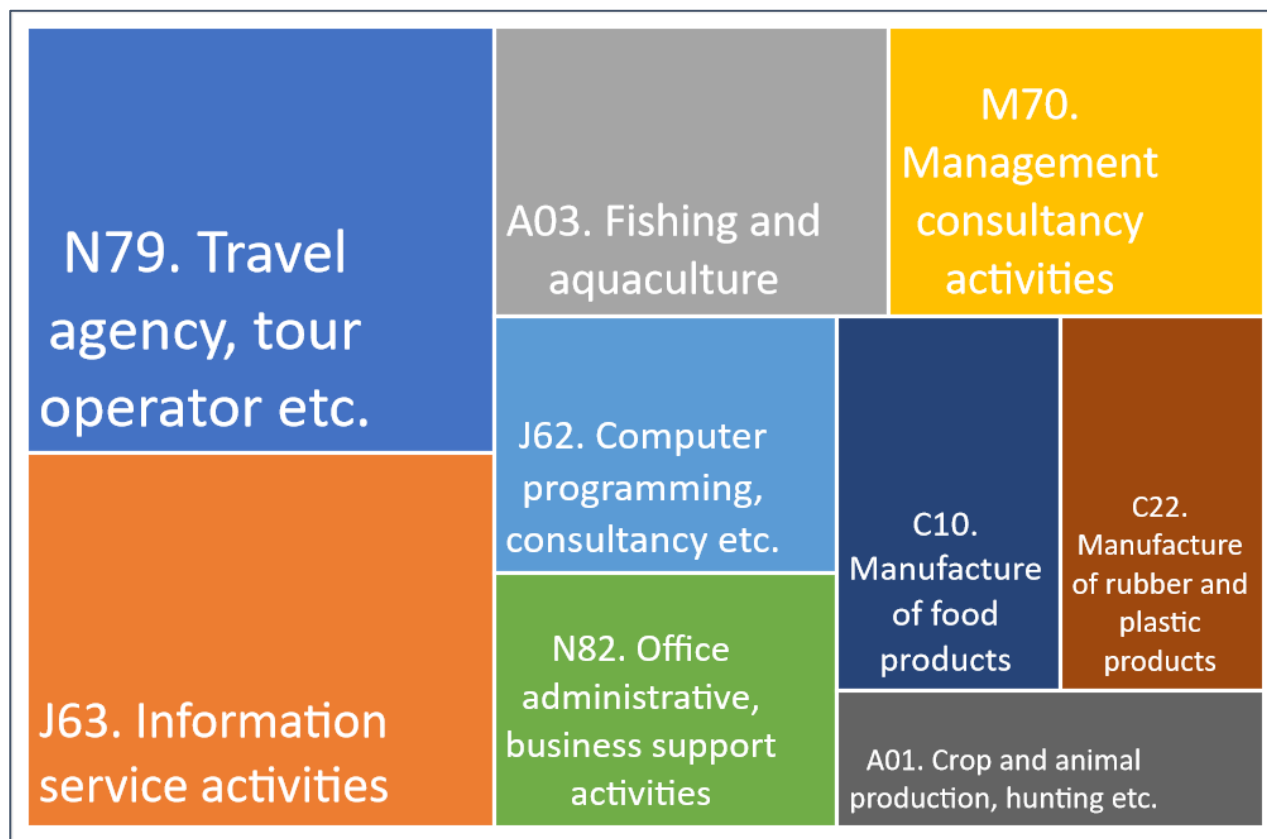 N79. Travel
agency, tour
operator etc.
J63. Information
service activities
A03. Fishing and
aquaculture
M70.
Management
consultancy
activities
J62. Computer
programming,
consultancy etc.
N82. Office
administrative,
business support
activities
C10.
Manufacture
of food
products
C22.
Manufacture
of rubber and
plastic
products
A01. Crop and animal
production, hunting etc.